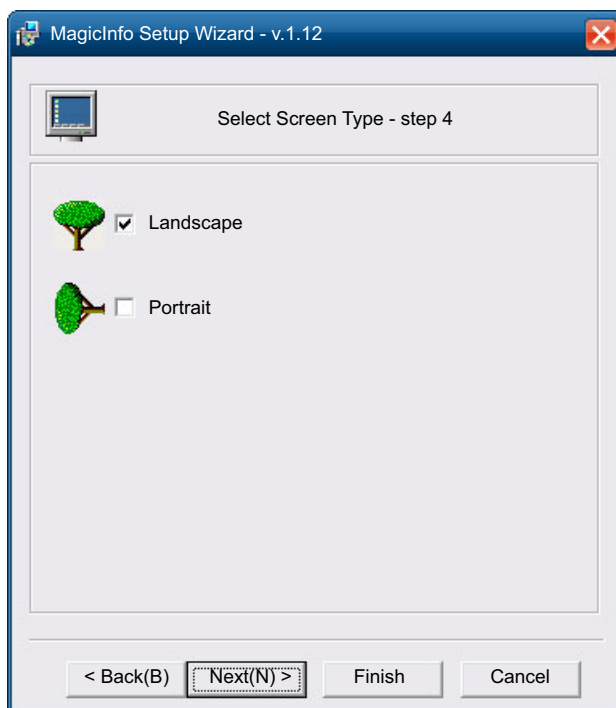 MagicInfo Setup Wizard - v.1.12
Select Screen Type - step 4
Landscape
Portrait
< Back(B) Next(N) > Finish Cancel